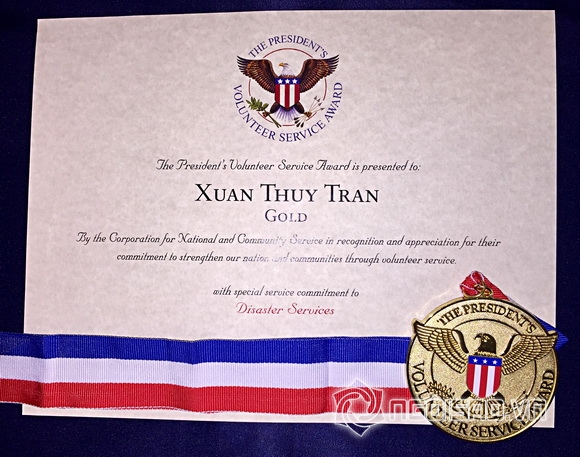 THE PRESIDENT'S
VOLUNTEER SERVICE AWARD
The President's Volunteer Service Award is presented to:
XUAN THUY TRAN
GOLD
By the Corporation for National and Community Service in recognition and appreciation for their
commitment to strengthen our nation and communities through volunteer service.
with special service commitment to
Disaster Services
THE PRESIDENT'S
VOLUNTEER SERVICE AWARD